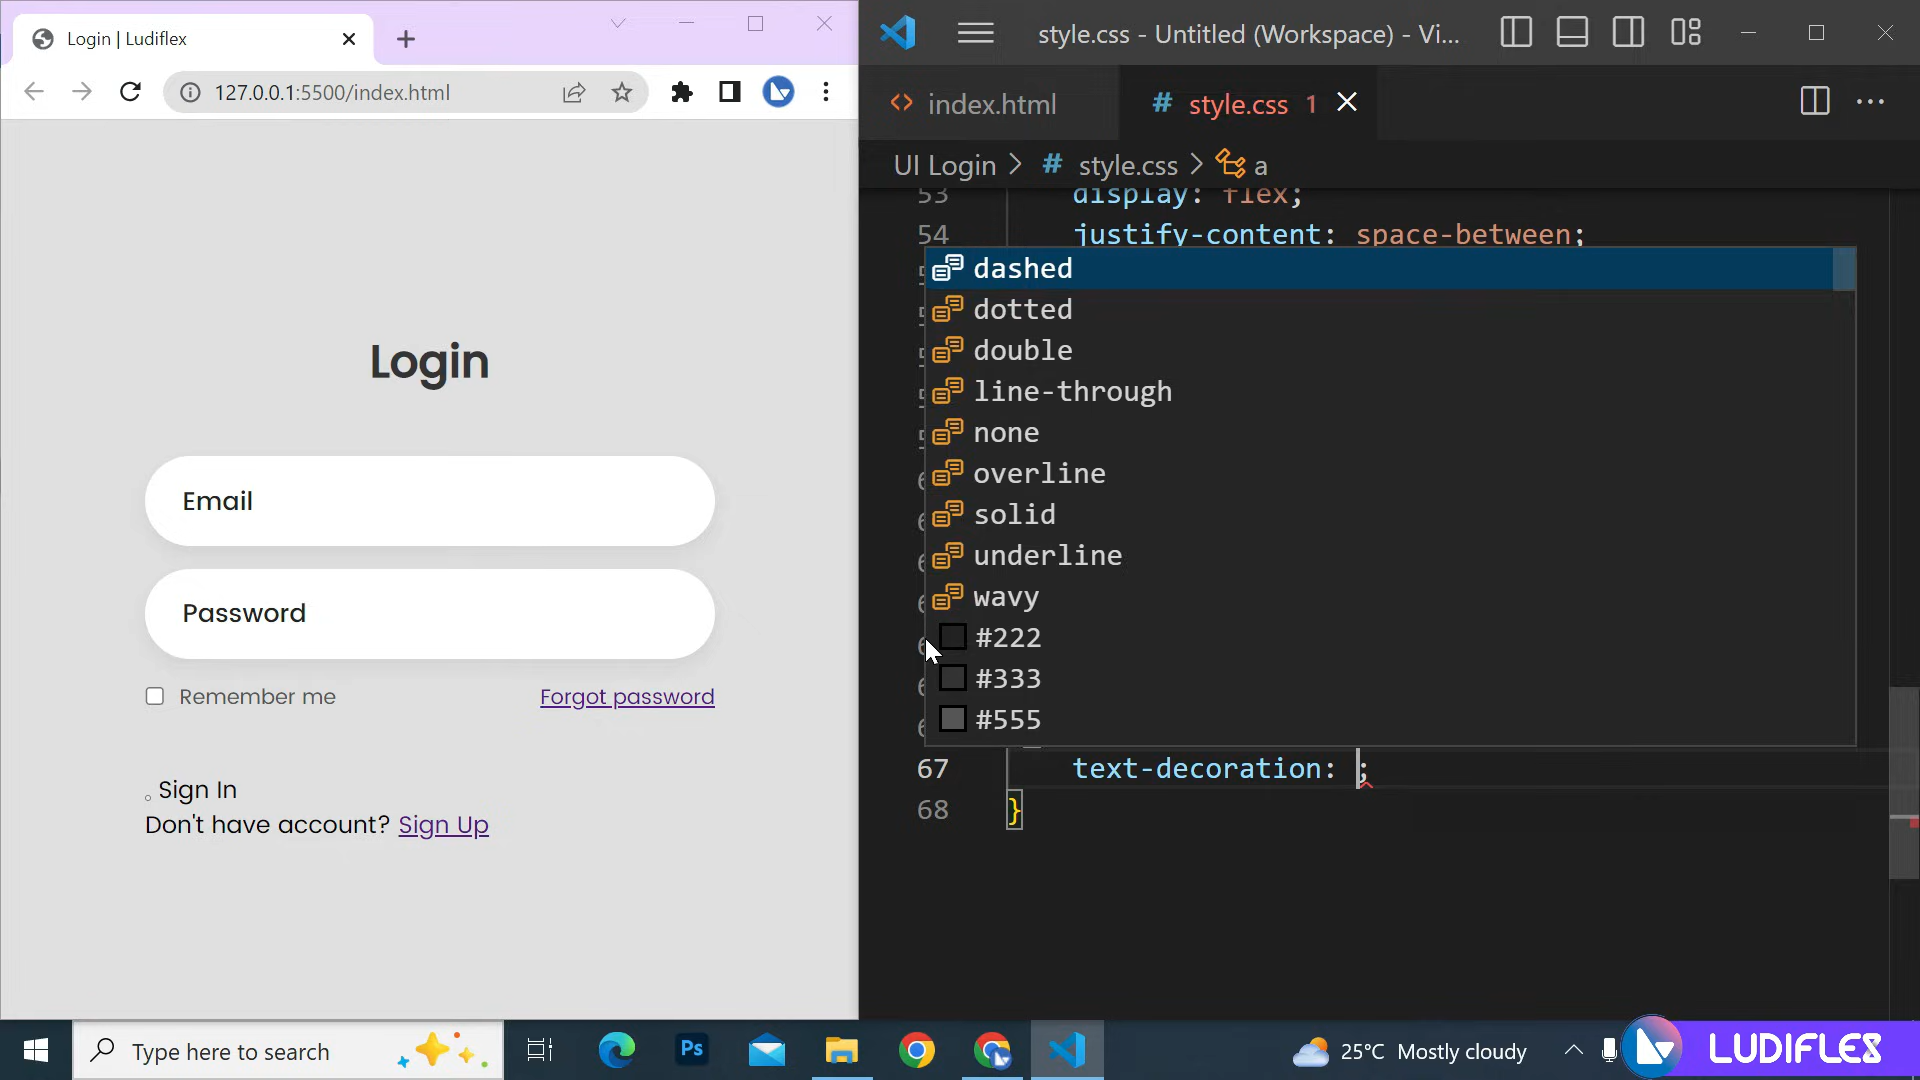 Login | Ludiflex
127.0.0.1:5500/index.html
Login
Email
Password
Remember me
Forgot password
Sign In
Don't have account? Sign Up
style.css - Untitled (Workspace) - Vi...
index.html
# style.css 1
UI Login > # style.css > a
53 display: flex;
54 justify-content: space-between;
dashed
dotted
double
line-through
none
overline
solid
underline
wavy
#222
#333
#555
67 text-decoration: ;
68 }
Type here to search
Ps
25°C Mostly cloudy
LUDIFLEX